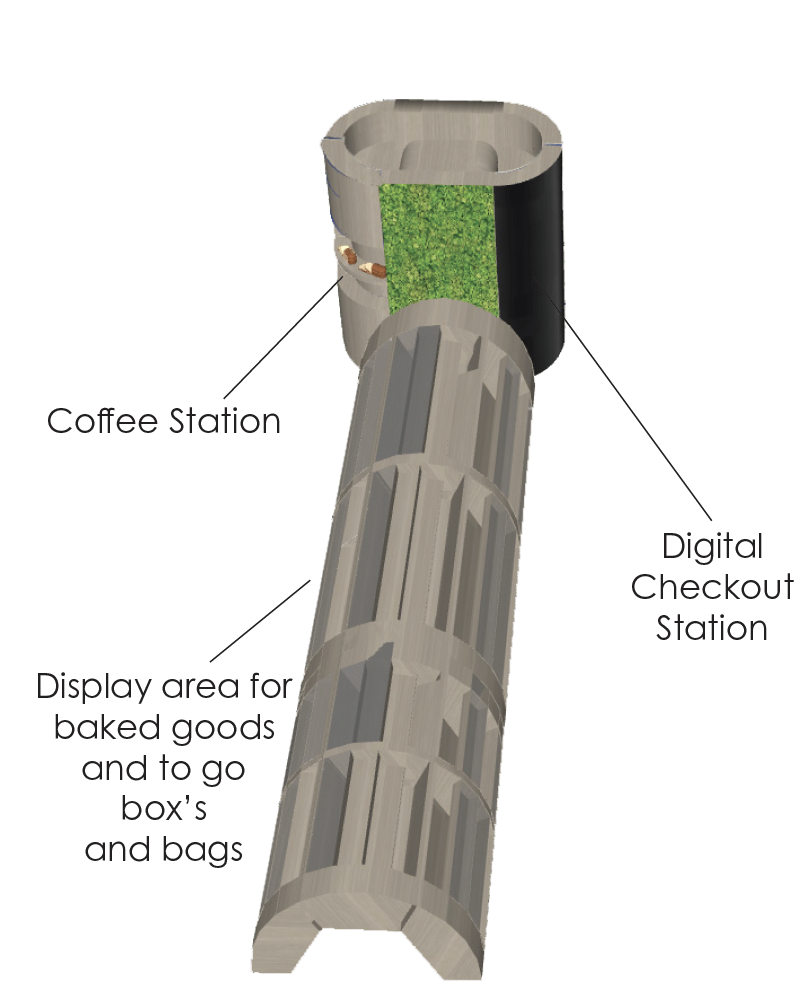 Coffee Station
Digital
Checkout
Station
Display area for
baked goods
and to go
box’s
and bags